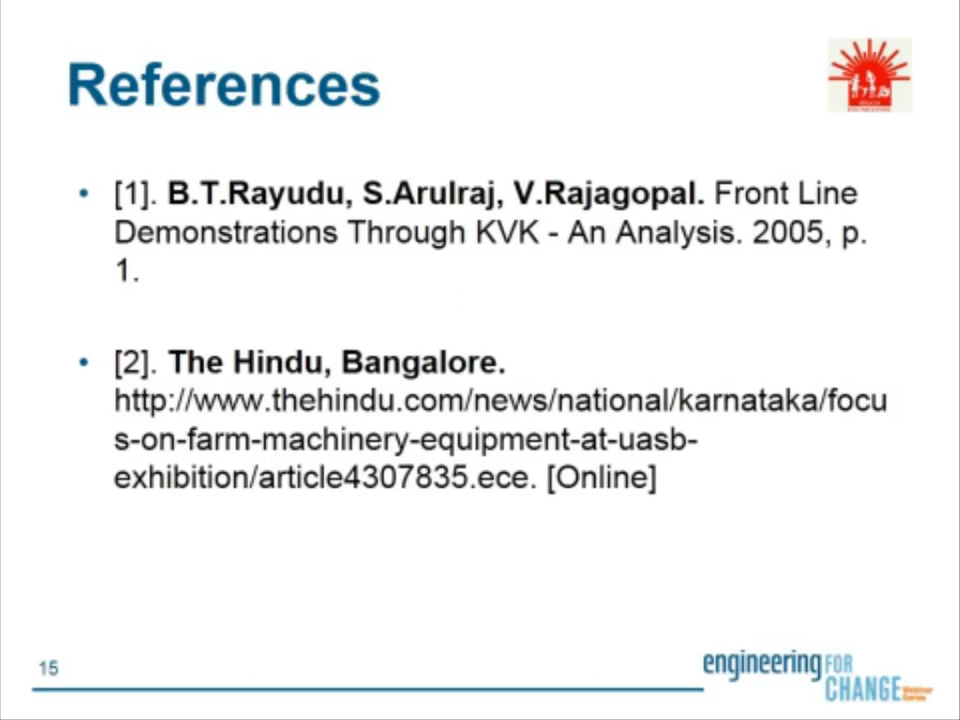 References
• [1]. B.T.Rayudu, S.Arulraj, V.Rajagopal. Front Line
Demonstrations Through KVK - An Analysis. 2005, p.
1.
• [2]. The Hindu, Bangalore.
http://www.thehindu.com/news/national/karnataka/focu
s-on-farm-machinery-equipment-at-uasb-
exhibition/article4307835.ece. [Online]
15
engineering FOR
CHANGE Webinar
Series